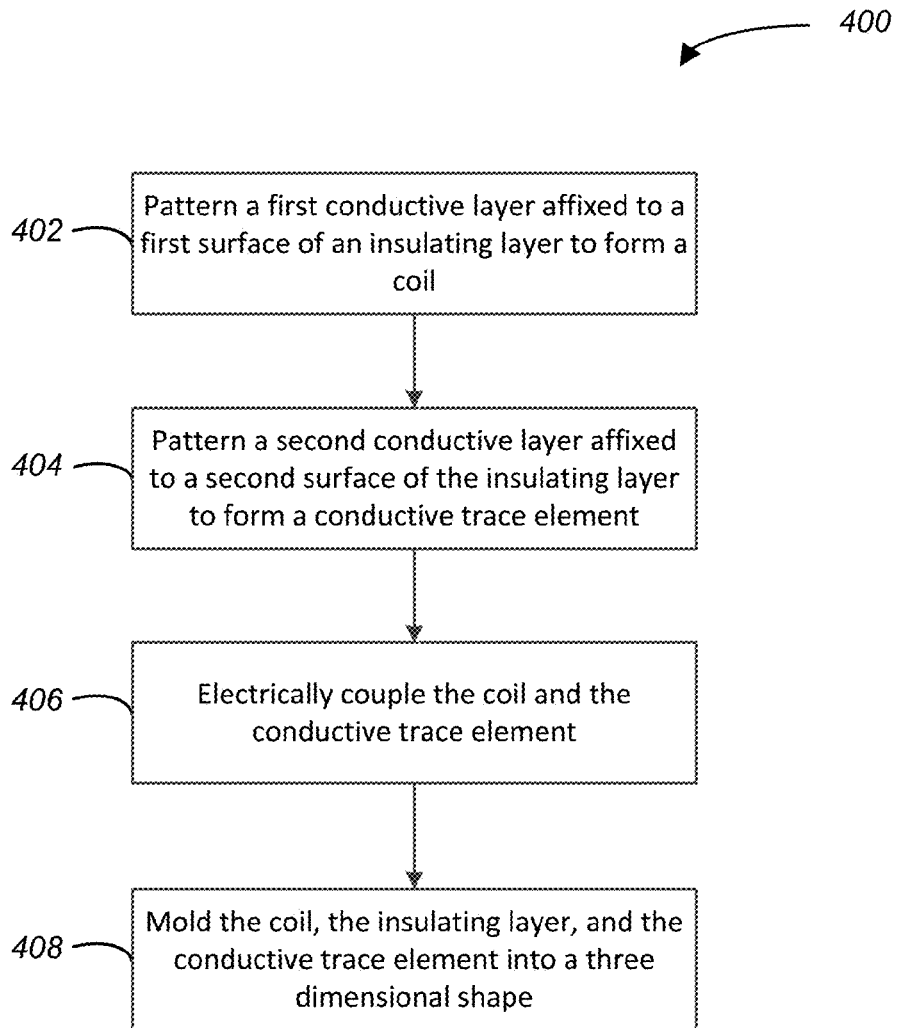 400
402
Pattern a first conductive layer affixed to a
first surface of an insulating layer to form a
coil
404
Pattern a second conductive layer affixed
to a second surface of the insulating layer
to form a conductive trace element
406
Electrically couple the coil and the
conductive trace element
408
Mold the coil, the insulating layer, and the
conductive trace element into a three
dimensional shape